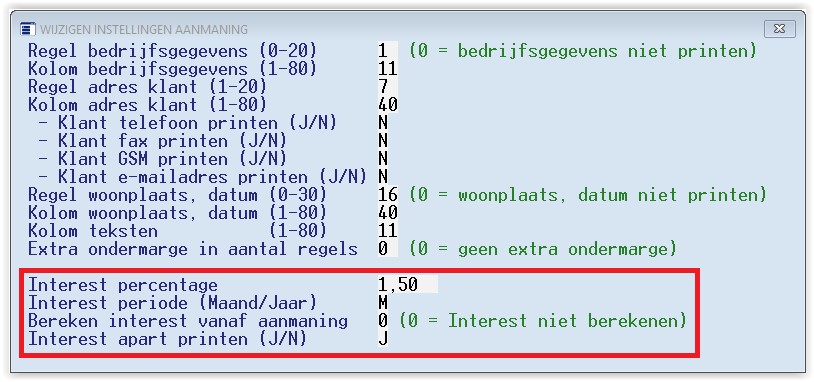 WIJZIGEN INSTELLINGEN AANMANING
Regel bedrijfsgegevens (0-20) 1 (0 = bedrijfsgegevens niet printen)
Kolom bedrijfsgegevens (1-80) 11
Regel adres klant (1-20) 7
Kolom adres klant (1-80) 40
- Klant telefoon printen (J/N) N
- Klant fax printen (J/N) N
- Klant GSM printen (J/N) N
- Klant e-mailadres printen (J/N) N
Regel woonplaats, datum (0-30) 16 (0 = woonplaats, datum niet printen)
Kolom woonplaats, datum (1-80) 40
Kolom teksten (1-80) 11
Extra ondermarge in aantal regels 0 (0 = geen extra ondermarge)
Interest percentage 1,50
Interest periode (Maand/Jaar) M
Bereken interest vanaf aanmaning 0 (0 = Interest niet berekenen)
Interest apart printen (J/N) J